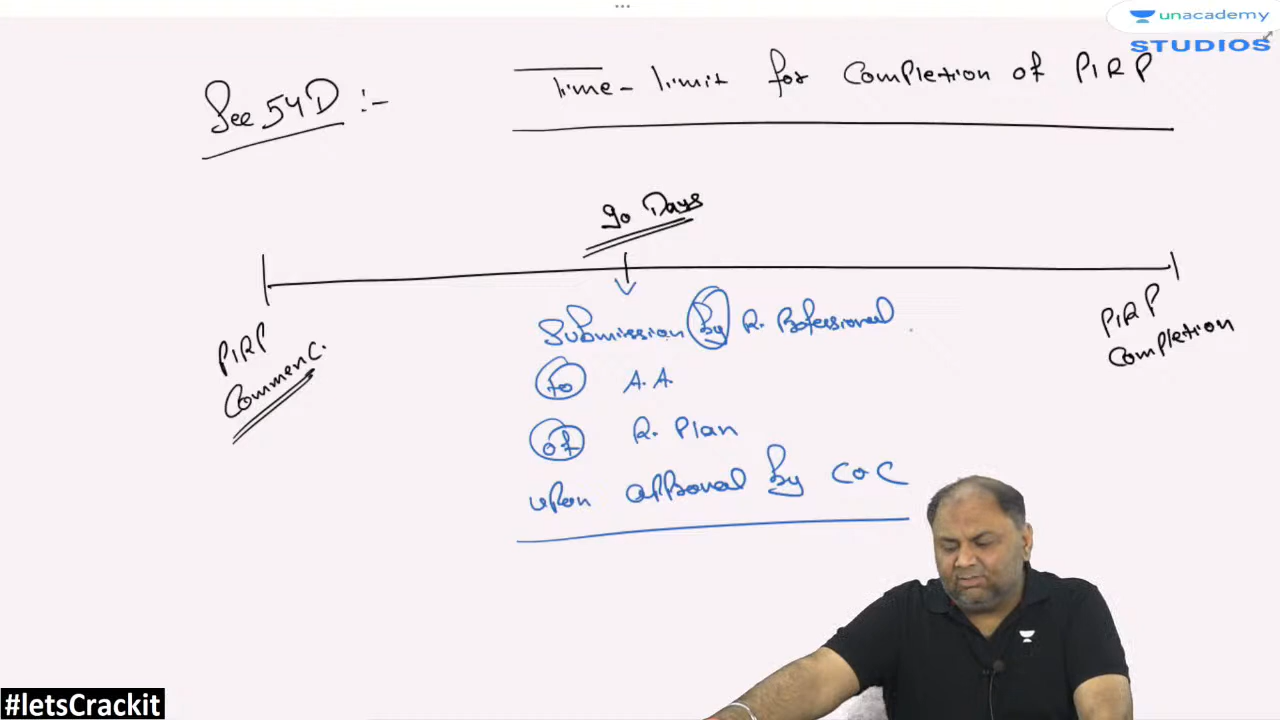 unacademy
STUDIOS
Sec 54D :-
Time-limit for Completion of PIRP
90 Days
PIRP
Commenc.
PIRP
Completion
Submission by R. Professional
to A.A.
of R. Plan
upon approval by COC
#letsCrackit